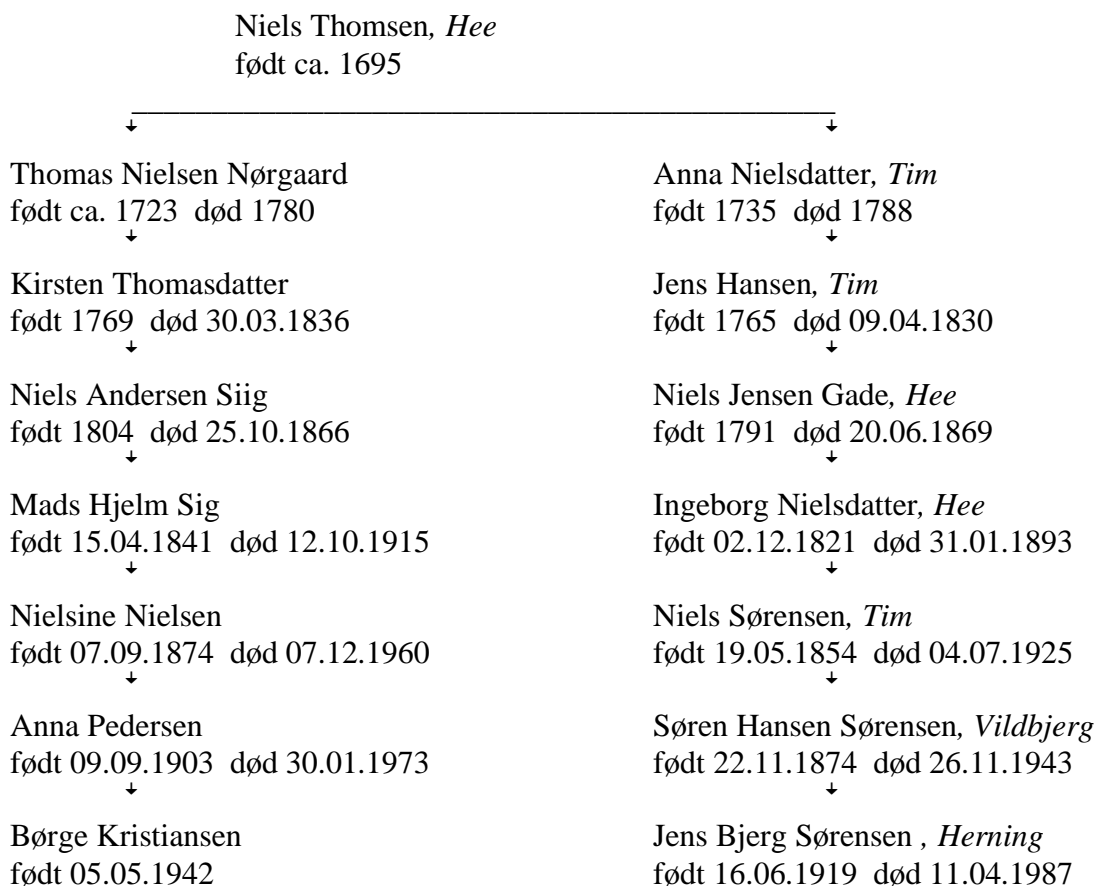 Niels Thomsen, Hee
født ca. 1695
Thomas Nielsen Nørgaard
født ca. 1723 død 1780
Kirsten Thomasdatter
født 1769 død 30.03.1836
Niels Andersen Siig
født 1804 død 25.10.1866
Mads Hjelm Sig
født 15.04.1841 død 12.10.1915
Nielsine Nielsen
født 07.09.1874 død 07.12.1960
Anna Pedersen
født 09.09.1903 død 30.01.1973
Børge Kristiansen
født 05.05.1942
Anna Nielsdatter, Tim
født 1735 død 1788
Jens Hansen, Tim
født 1765 død 09.04.1830
Niels Jensen Gade, Hee
født 1791 død 20.06.1869
Ingeborg Nielsdatter, Hee
født 02.12.1821 død 31.01.1893
Niels Sørensen, Tim
født 19.05.1854 død 04.07.1925
Søren Hansen Sørensen, Vildbjerg
født 22.11.1874 død 26.11.1943
Jens Bjerg Sørensen , Herning
født 16.06.1919 død 11.04.1987